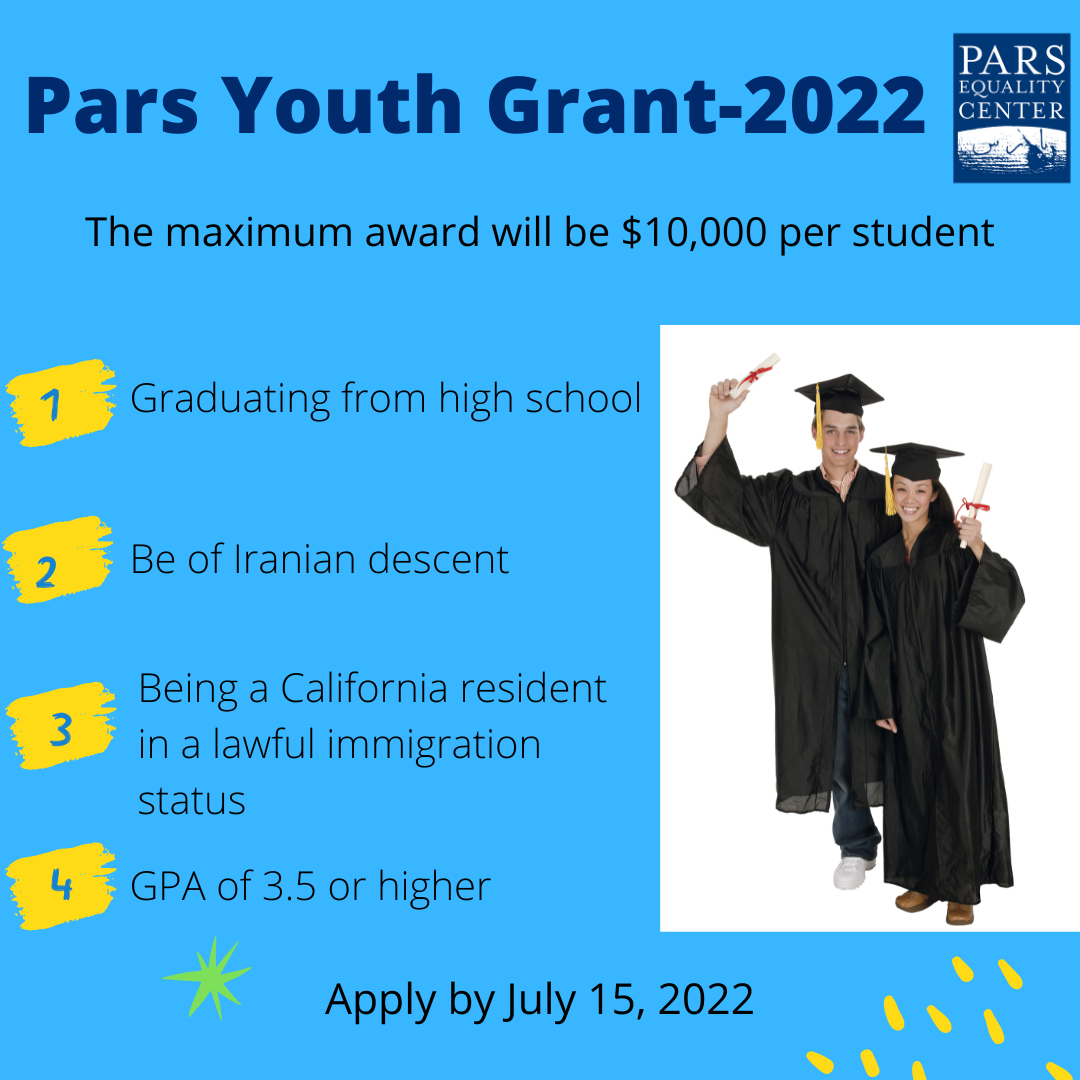 Pars Youth Grant-2022
PARS
EQUALITY
CENTER
پارس
The maximum award will be $10,000 per student
1 Graduating from high school
2 Be of Iranian descent
3 Being a California resident
in a lawful immigration
status
4 GPA of 3.5 or higher
Apply by July 15, 2022